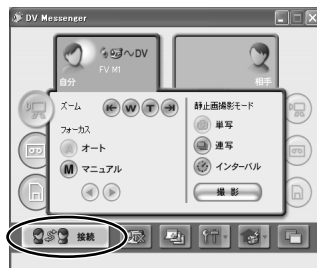 DV Messenger
～DV
FV M1
自分
相手
ズーム
W T
静止画撮影モード
単写
フォーカス
連写
オート
M マニュアル
インターバル
撮影
接続